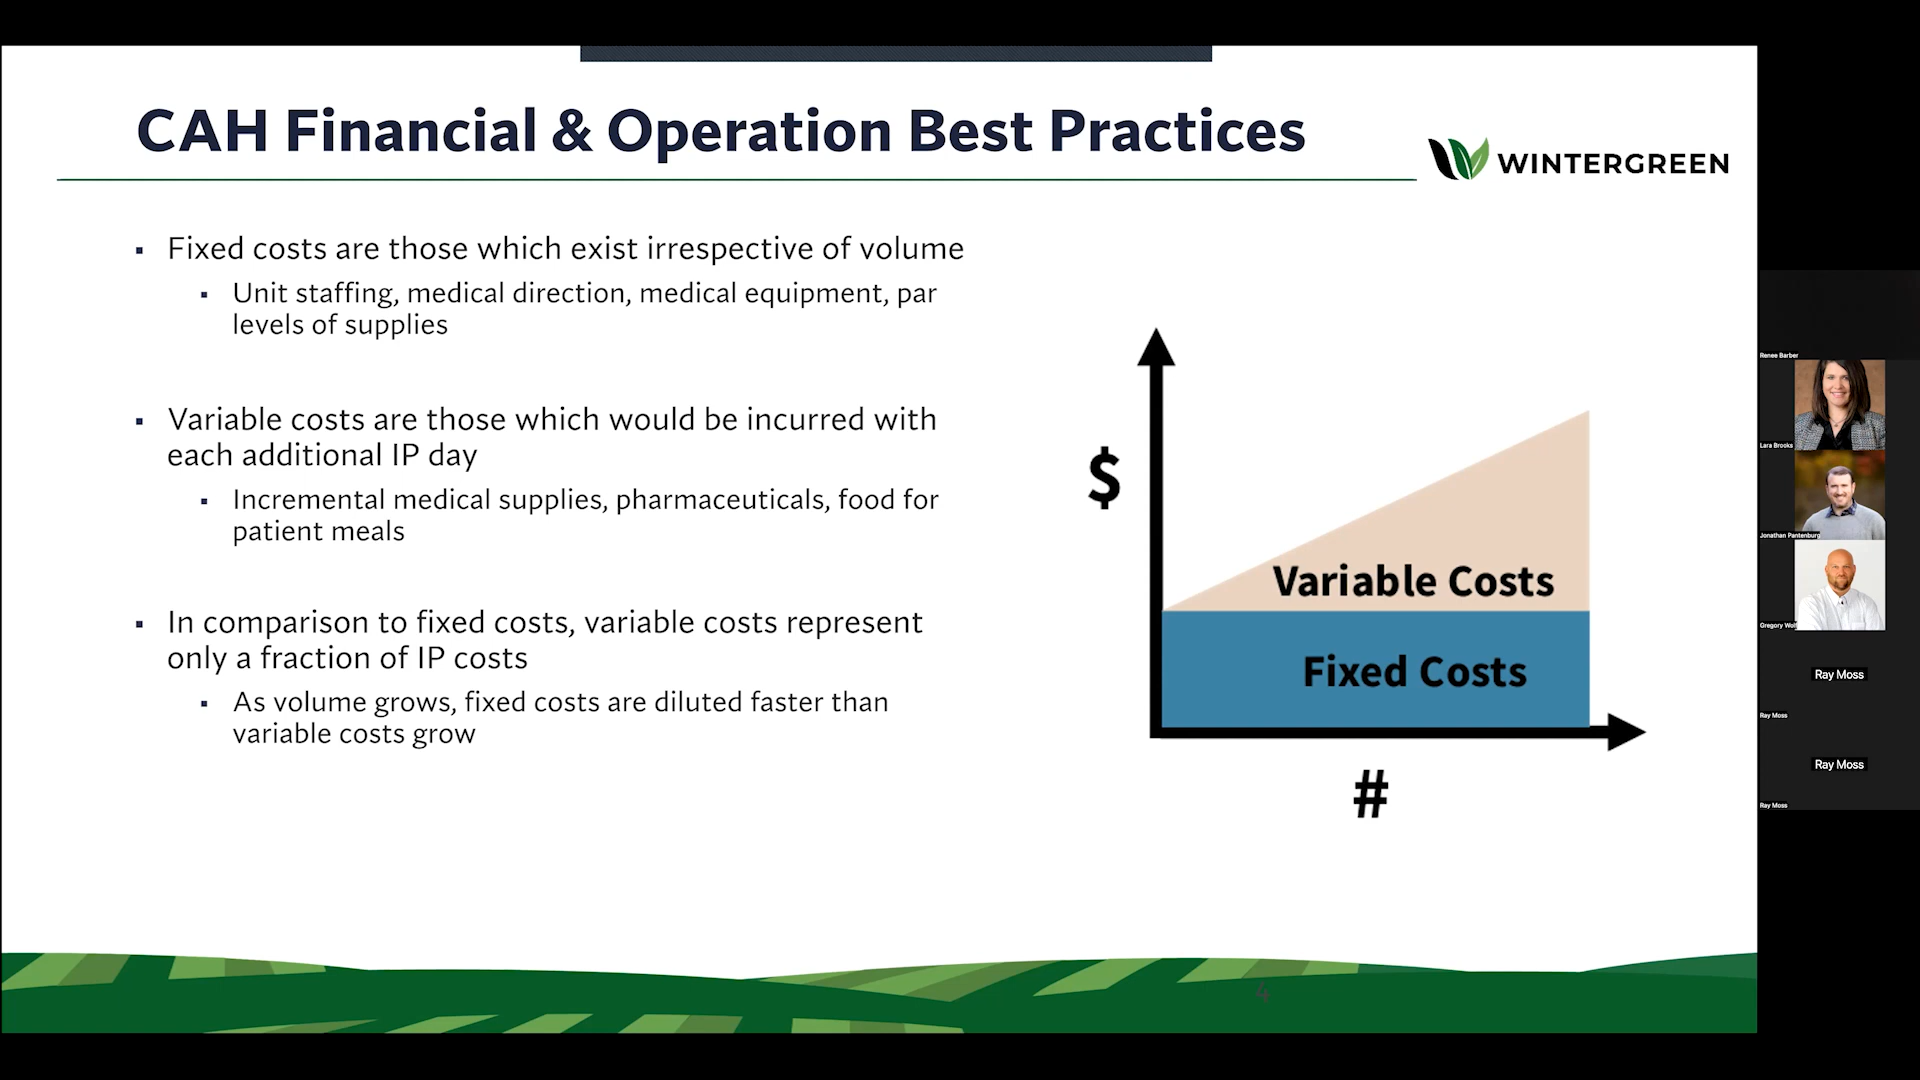 CAH Financial & Operation Best Practices
WINTERGREEN
▪ Fixed costs are those which exist irrespective of volume
▪ Unit staffing, medical direction, medical equipment, par
levels of supplies
▪ Variable costs are those which would be incurred with
each additional IP day
▪ Incremental medical supplies, pharmaceuticals, food for
patient meals
▪ In comparison to fixed costs, variable costs represent
only a fraction of IP costs
▪ As volume grows, fixed costs are diluted faster than
variable costs grow
$
Variable Costs
Fixed Costs
#
4
Renee Barber
Lara Brooks
Jonathan Pantenburg
Gregory Wolf
Ray Moss
Ray Moss
Ray Moss
Ray Moss